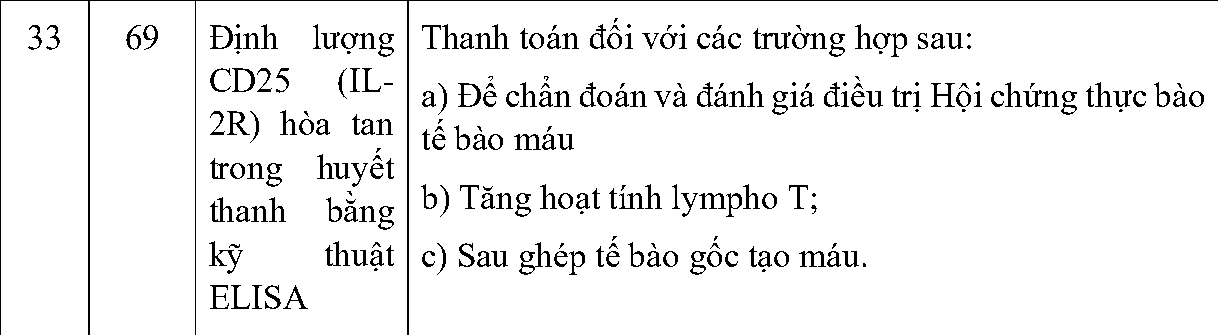 33
69
Định lượng
CD25 (IL-
2R) hòa tan
trong huyết
thanh bằng
kỹ thuật
ELISA
Thanh toán đối với các trường hợp sau:
a) Để chẩn đoán và đánh giá điều trị Hội chứng thực bào
tế bào máu
b) Tăng hoạt tính lympho T;
c) Sau ghép tế bào gốc tạo máu.